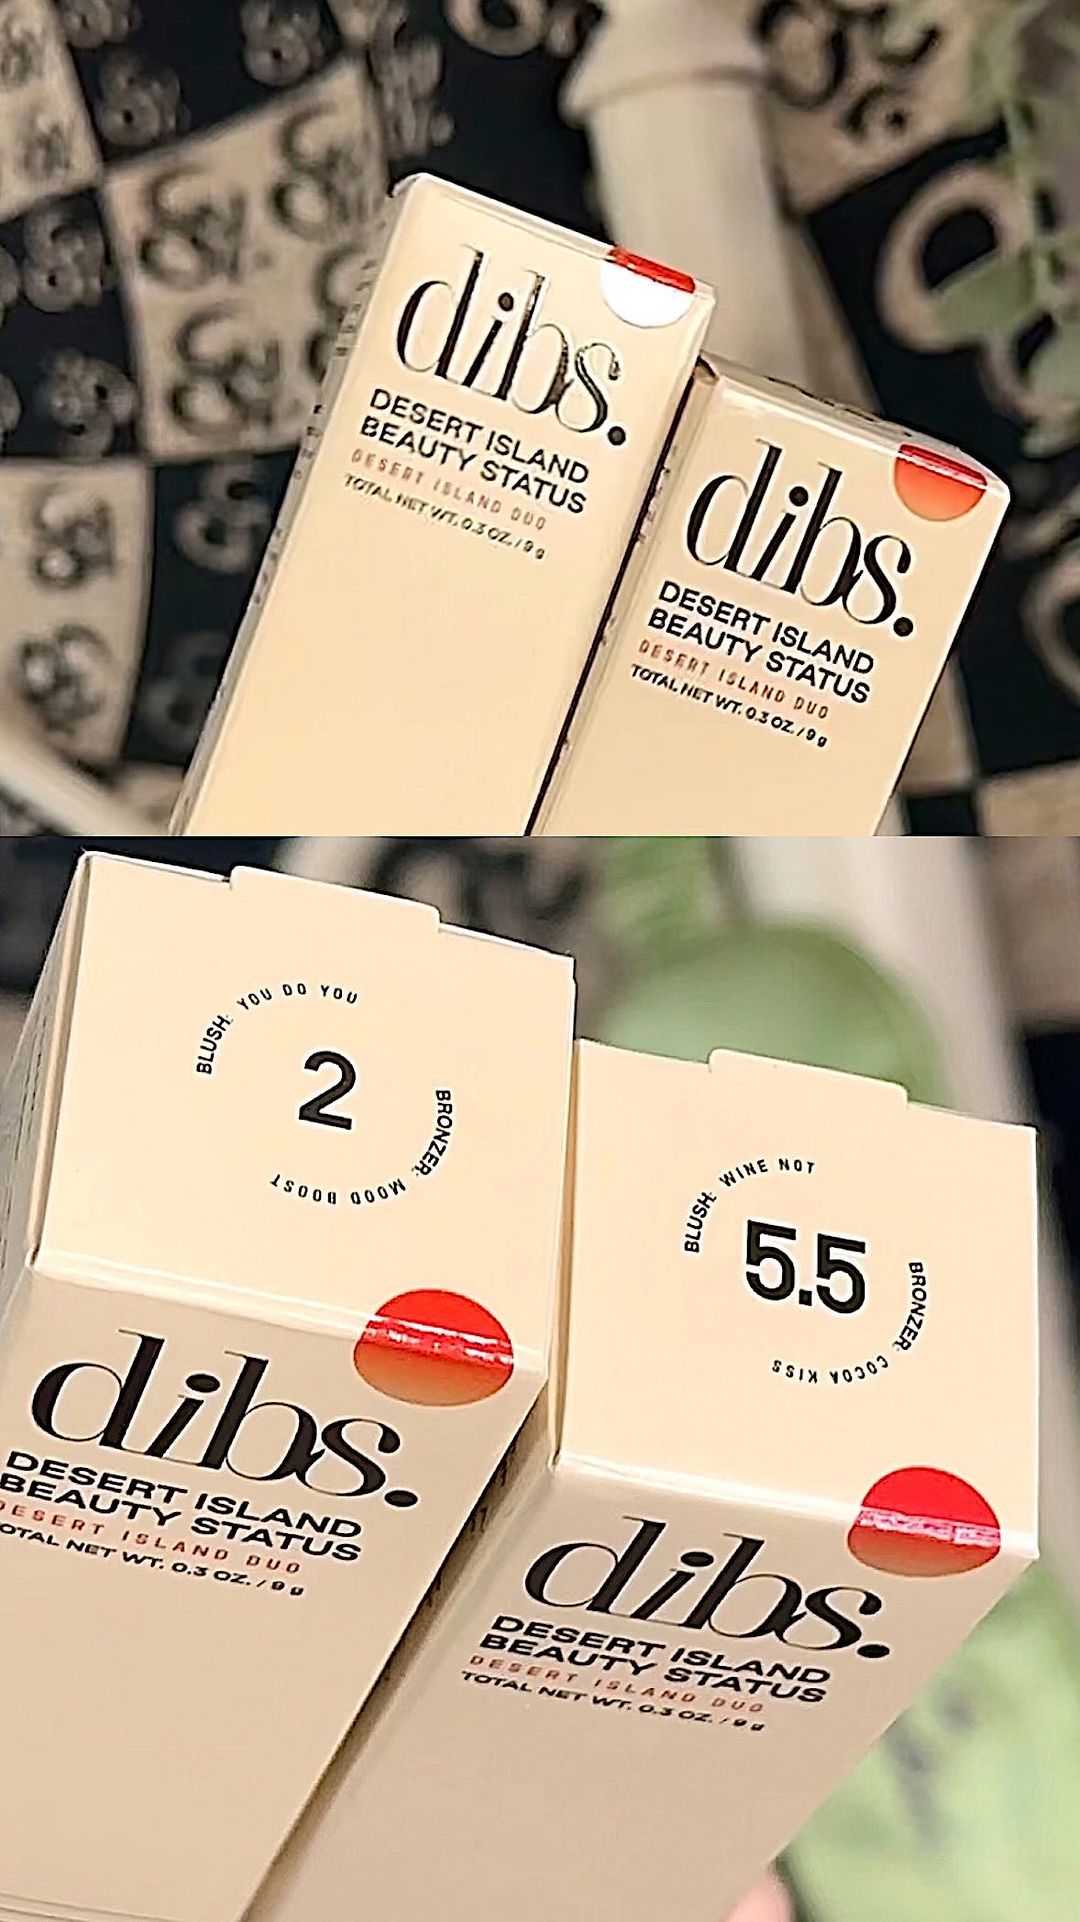 dibs.
DESERT ISLAND
BEAUTY STATUS
DESERT ISLAND DUO
TOTAL NET WT. 0.3 OZ. / 9 g
dibs.
DESERT ISLAND
BEAUTY STATUS
DESERT ISLAND DUO
TOTAL NET WT. 0.3 OZ. / 9 g
BLUSH: YOU DO YOU
2
BRONZER: MOOD BOOST
dibs.
DESERT ISLAND
BEAUTY STATUS
DESERT ISLAND DUO
TOTAL NET WT. 0.3 OZ. / 9 g
BLUSH: WINE NOT
5.5
BRONZER: COCOA KISS
dibs.
DESERT ISLAND
BEAUTY STATUS
DESERT ISLAND DUO
TOTAL NET WT. 0.3 OZ. / 9 g